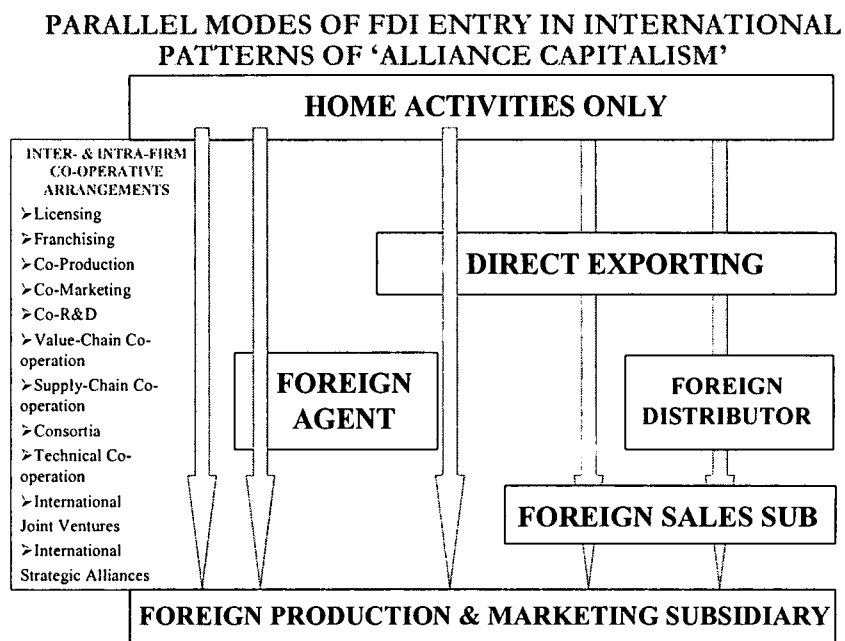 PARALLEL MODES OF FDI ENTRY IN INTERNATIONAL
PATTERNS OF ‘ALLIANCE CAPITALISM’
HOME ACTIVITIES ONLY
INTER- & INTRA-FIRM
CO-OPERATIVE
ARRANGEMENTS
➢Licensing
➢Franchising
➢Co-Production
➢Co-Marketing
➢Co-R&D
➢Value-Chain Co-
operation
➢Supply-Chain Co-
operation
➢Consortia
➢Technical Co-
operation
➢International
Joint Ventures
➢International
Strategic Alliances
DIRECT EXPORTING
FOREIGN
AGENT
FOREIGN
DISTRIBUTOR
FOREIGN SALES SUB
FOREIGN PRODUCTION & MARKETING SUBSIDIARY